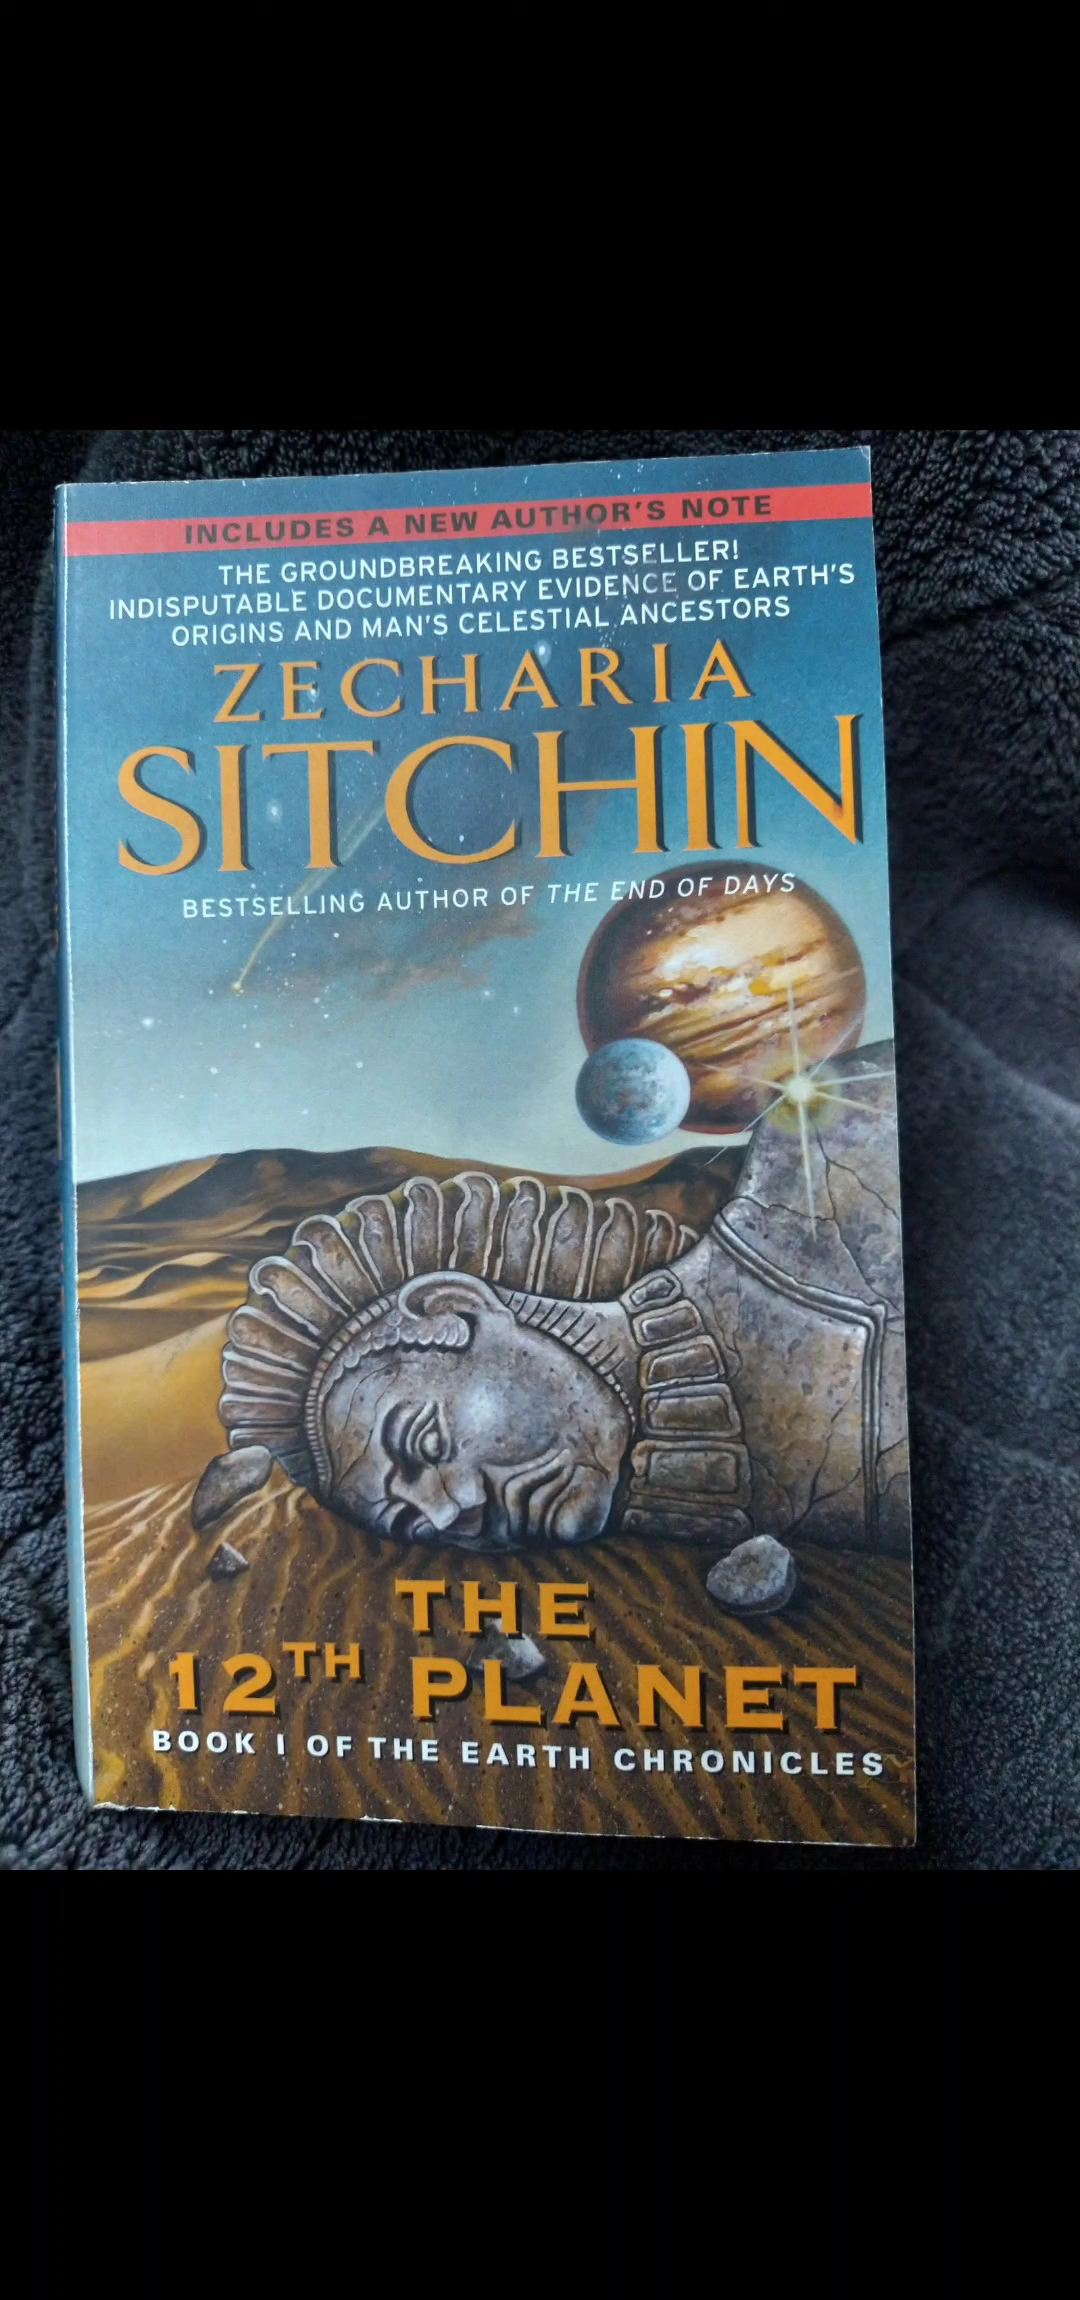 INCLUDES A NEW AUTHOR'S NOTE
THE GROUNDBREAKING BESTSELLER!
INDISPUTABLE DOCUMENTARY EVIDENCE OF EARTH'S
ORIGINS AND MAN'S CELESTIAL ANCESTORS
ZECHARIA
SITCHIN
BESTSELLING AUTHOR OF THE END OF DAYS
THE
12TH PLANET
BOOK I OF THE EARTH CHRONICLES